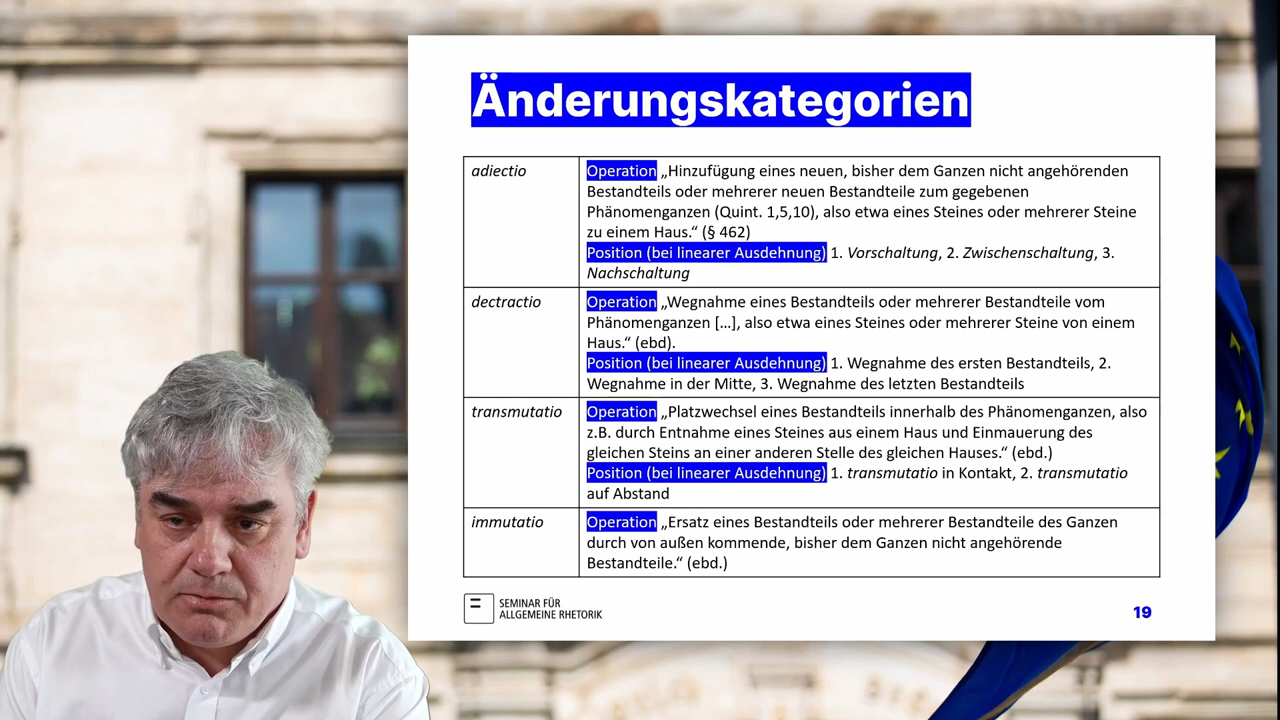 Änderungskategorien
adiectio
Operation „Hinzufügung eines neuen, bisher dem Ganzen nicht angehörenden
Bestandteils oder mehrerer neuen Bestandteile zum gegebenen
Phänomenganzen (Quint. 1,5,10), also etwa eines Steines oder mehrerer Steine
zu einem Haus.“ (§ 462)
Position (bei linearer Ausdehnung) 1. Vorschaltung, 2. Zwischenschaltung, 3.
Nachschaltung
dectractio
Operation „Wegnahme eines Bestandteils oder mehrerer Bestandteile vom
Phänomenganzen […], also etwa eines Steines oder mehrerer Steine von einem
Haus.“ (ebd).
Position (bei linearer Ausdehnung) 1. Wegnahme des ersten Bestandteils, 2.
Wegnahme in der Mitte, 3. Wegnahme des letzten Bestandteils
transmutatio
Operation „Platzwechsel eines Bestandteils innerhalb des Phänomenganzen, also
z.B. durch Entnahme eines Steines aus einem Haus und Einmauerung des
gleichen Steins an einer anderen Stelle des gleichen Hauses.“ (ebd.)
Position (bei linearer Ausdehnung) 1. transmutatio in Kontakt, 2. transmutatio
auf Abstand
immutatio
Operation „Ersatz eines Bestandteils oder mehrerer Bestandteile des Ganzen
durch von außen kommende, bisher dem Ganzen nicht angehörende
Bestandteile.“ (ebd.)
SEMINAR FÜR
ALLGEMEINE RHETORIK
19